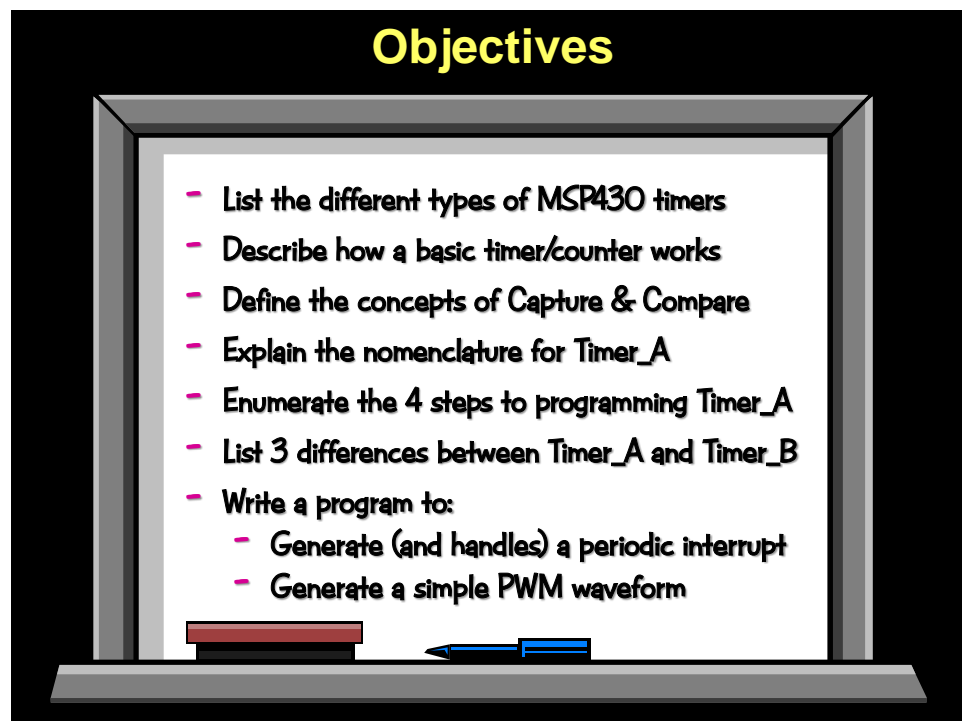 Objectives
- List the different types of MSP430 timers
- Describe how a basic timer/counter works
- Define the concepts of Capture & Compare
- Explain the nomenclature for Timer_A
- Enumerate the 4 steps to programming Timer_A
- List 3 differences between Timer_A and Timer_B
- Write a program to:
- Generate (and handles) a periodic interrupt
- Generate a simple PWM waveform